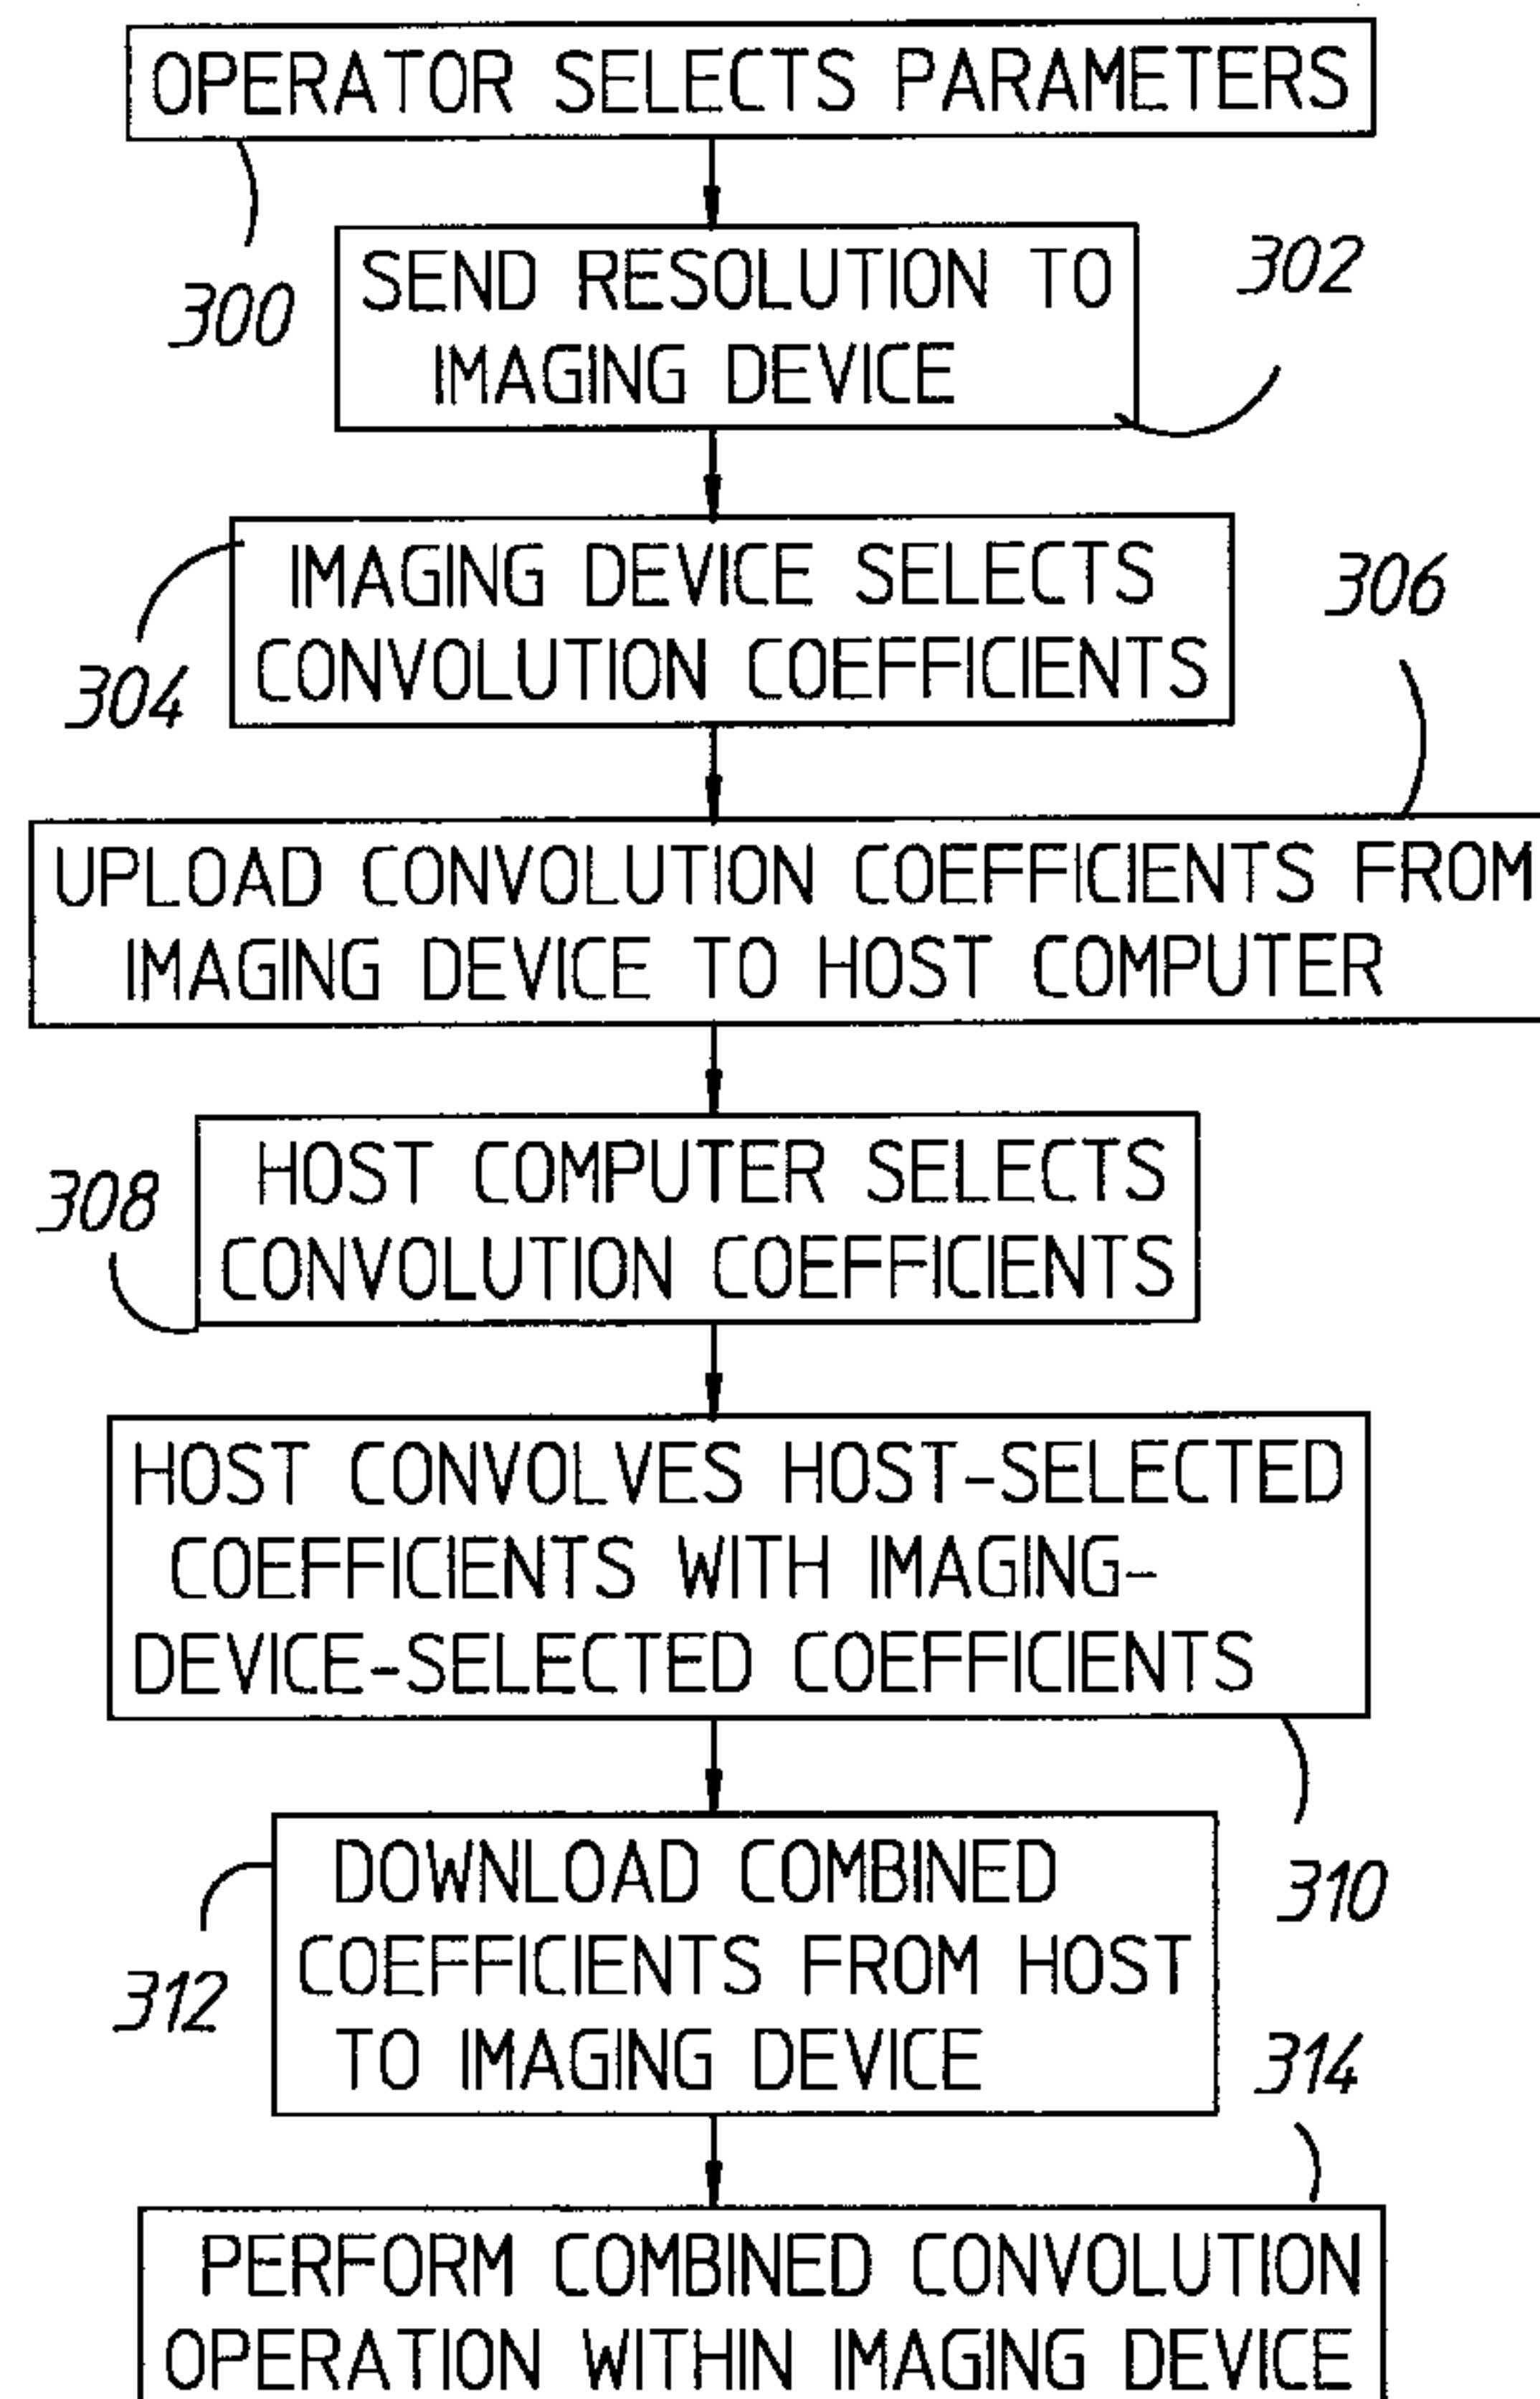 OPERATOR SELECTS PARAMETERS
300
SEND RESOLUTION TO
IMAGING DEVICE
302
IMAGING DEVICE SELECTS
CONVOLUTION COEFFICIENTS
304
306
UPLOAD CONVOLUTION COEFFICIENTS FROM
IMAGING DEVICE TO HOST COMPUTER
308
HOST COMPUTER SELECTS
CONVOLUTION COEFFICIENTS
HOST CONVOLVES HOST-SELECTED
COEFFICIENTS WITH IMAGING-
DEVICE-SELECTED COEFFICIENTS
310
DOWNLOAD COMBINED
COEFFICIENTS FROM HOST
TO IMAGING DEVICE
312
314
PERFORM COMBINED CONVOLUTION
OPERATION WITHIN IMAGING DEVICE